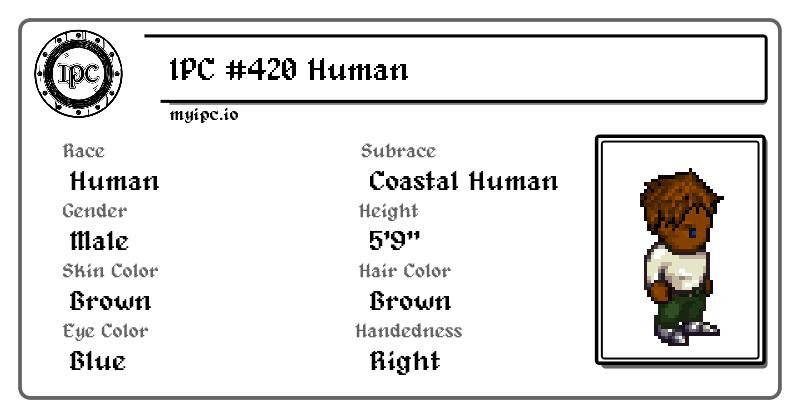 IPC
IPC #420 Human
myipc.io
Race
Human
Subrace
Coastal Human
Gender
Male
Height
5'9"
Skin Color
Brown
Hair Color
Brown
Eye Color
Blue
Handedness
Right